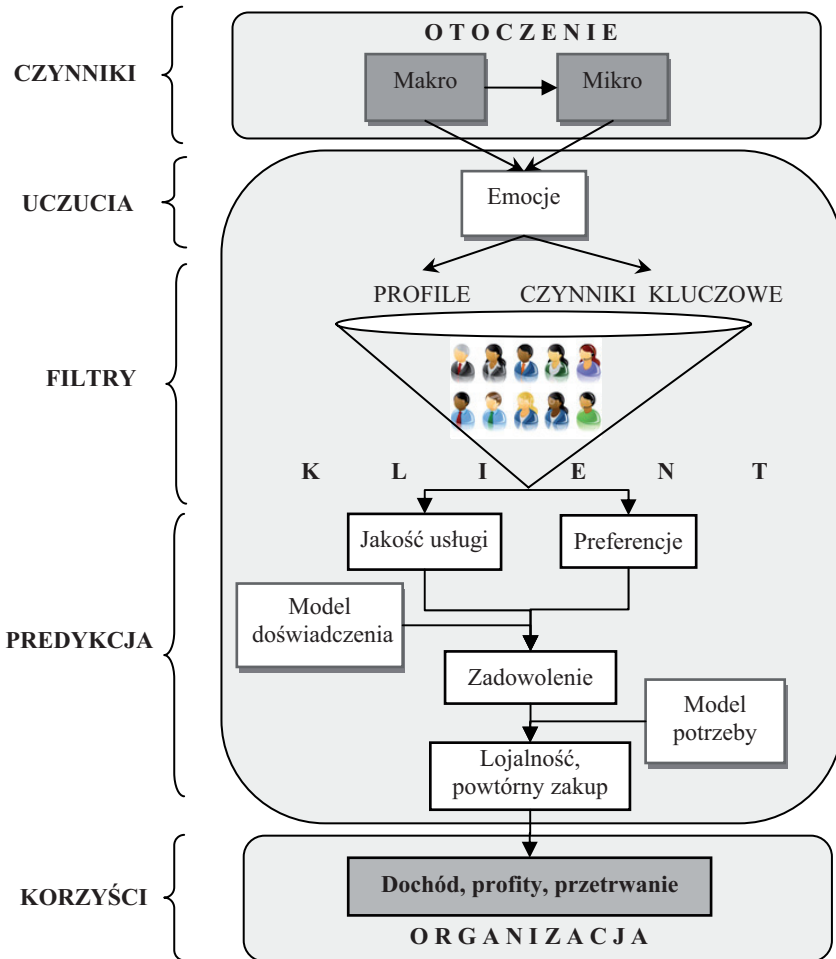 O T O C Z E N I E
CZYNNIKI
Makro
Mikro
UCZUCIA
Emocje
PROFILE
CZYNNIKI KLUCZOWE
FILTRY
K L I E N T
Jakość usługi
Preferencje
Model
doświadczenia
PREDYKCJA
Zadowolenie
Model
potrzeby
Lojalność,
powtórny zakup
KORZYŚCI
Dochód, profity, przetrwanie
O R G A N I Z A C J A